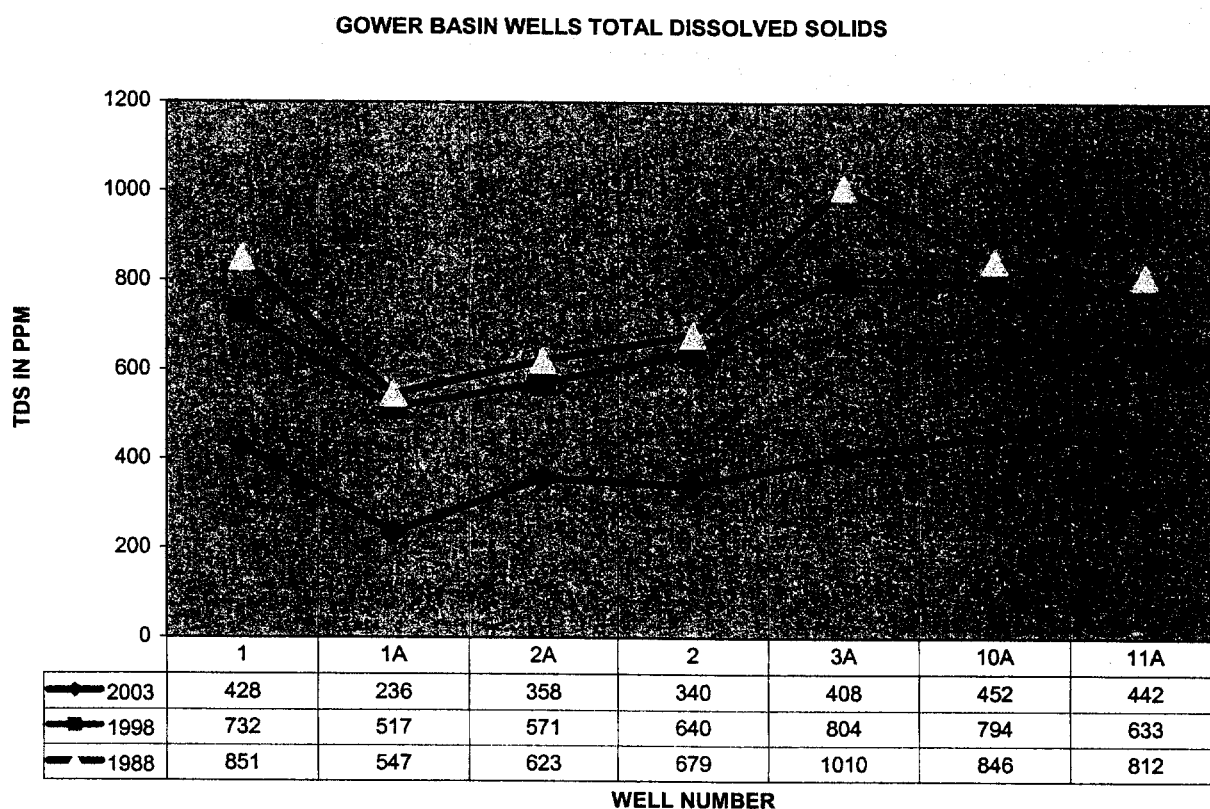 GOWER BASIN WELLS TOTAL DISSOLVED SOLIDS
1200
1000
800
600
400
200
0
TDS IN PPM
1 1A 2A 2 3A 10A 11A
2003 428 236 358 340 408 452 442
1998 732 517 571 640 804 794 633
1988 851 547 623 679 1010 846 812
WELL NUMBER